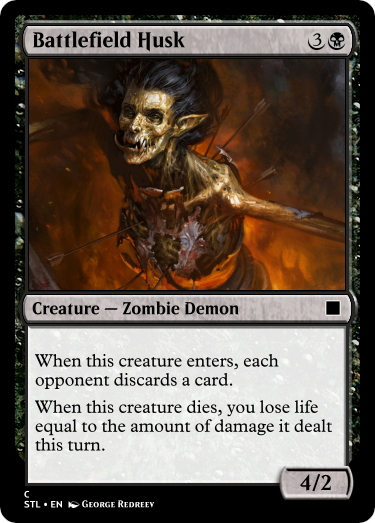 Battlefield Husk 3
Creature — Zombie Demon
When this creature enters, each
opponent discards a card.
When this creature dies, you lose life
equal to the amount of damage it dealt
this turn.
4/2
C
STL • EN George Redreev